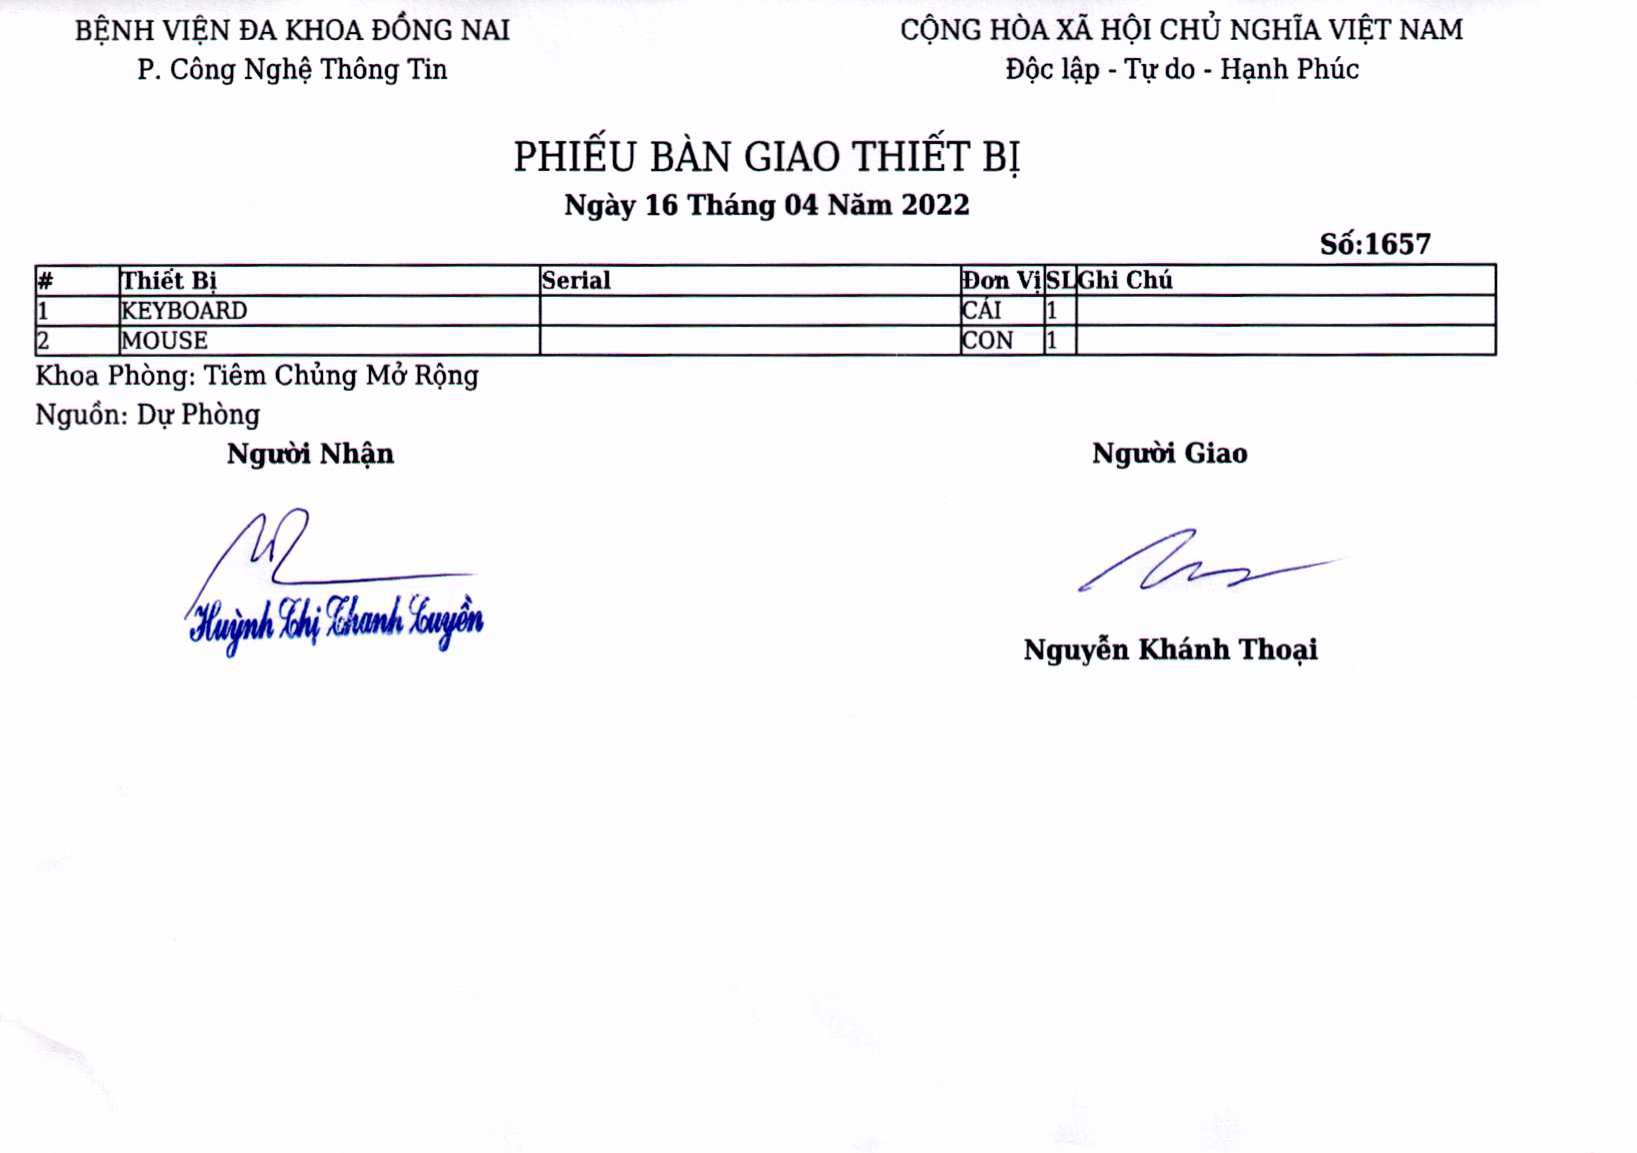 BỆNH VIỆN ĐA KHOA ĐỒNG NAI
P. Công Nghệ Thông Tin
CỘNG HÒA XÃ HỘI CHỦ NGHĨA VIỆT NAM
Độc lập - Tự do - Hạnh Phúc
PHIẾU BÀN GIAO THIẾT BỊ
Ngày 16 Tháng 04 Năm 2022
Số:1657
# Thiết Bị Serial Đơn Vị SL Ghi Chú
1 KEYBOARD CÁI 1
2 MOUSE CON 1
Khoa Phòng: Tiêm Chủng Mở Rộng
Nguồn: Dự Phòng
Người Nhận
Người Giao
Huỳnh Thị Thanh Tuyền
Nguyễn Khánh Thoại